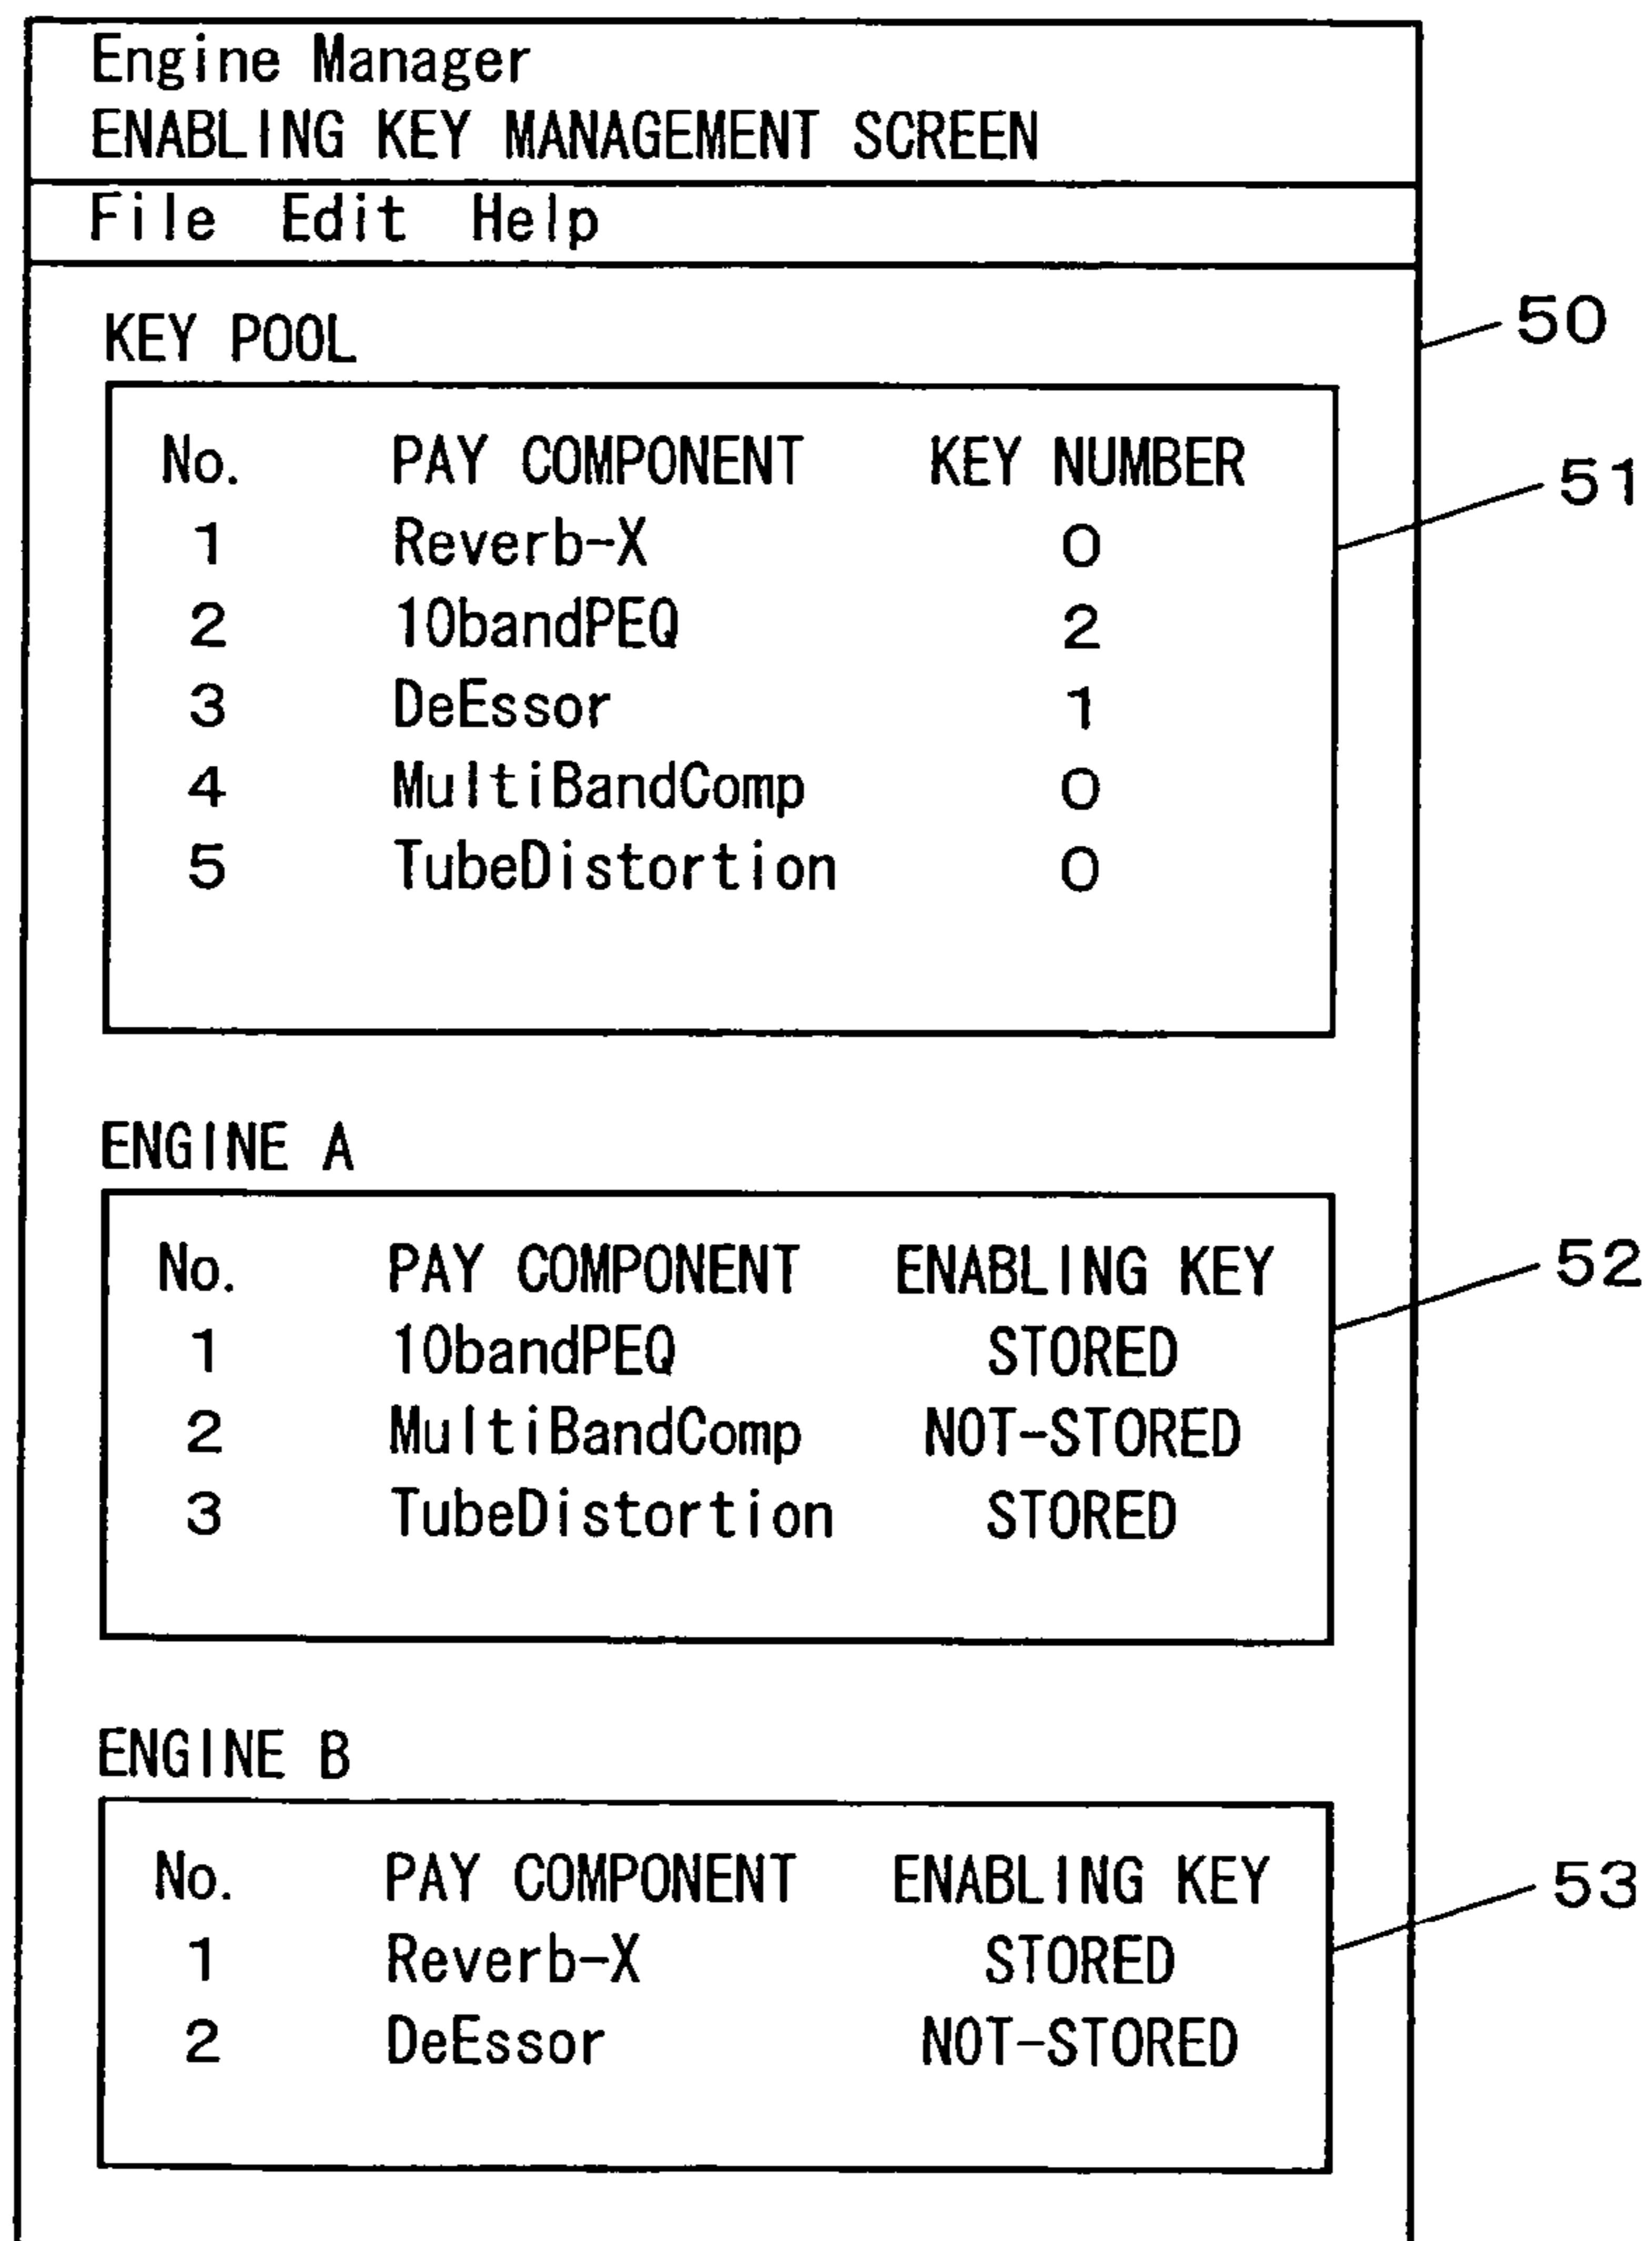 Engine Manager
ENABLING KEY MANAGEMENT SCREEN
File Edit Help
50
KEY POOL
No. PAY COMPONENT KEY NUMBER
51
1 Reverb-X 0
2 10bandPEQ 2
3 DeEssor 1
4 MultiBandComp 0
5 TubeDistortion 0
ENGINE A
No. PAY COMPONENT ENABLING KEY
52
1 10bandPEQ STORED
2 MultiBandComp NOT-STORED
3 TubeDistortion STORED
ENGINE B
No. PAY COMPONENT ENABLING KEY
53
1 Reverb-X STORED
2 DeEssor NOT-STORED